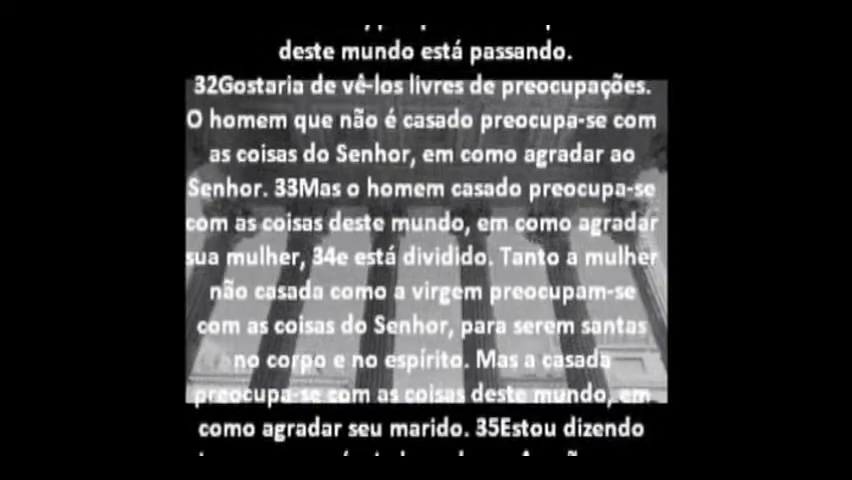 deste mundo está passando.
32Gostaria de vê-los livres de preocupações.
O homem que não é casado preocupa-se com
as coisas do Senhor, em como agradar ao
Senhor. 33Mas o homem casado preocupa-se
com as coisas deste mundo, em como agradar
sua mulher, 34e está dividido. Tanto a mulher
não casada como a virgem preocupam-se
com as coisas do Senhor, para serem santas
no corpo e no espírito. Mas a casada
preocupa-se com as coisas deste mundo, em
como agradar seu marido. 35Estou dizendo